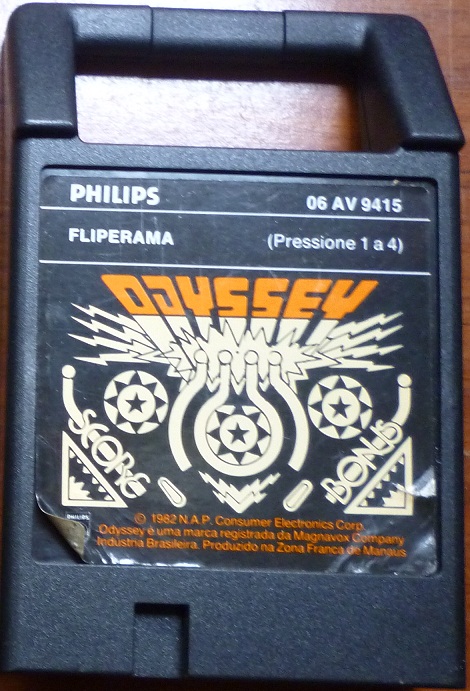 PHILIPS 06 AV 9415
FLIPERAMA (Pressione 1 a 4)
ODYSSEY
SCORE BONUS
PHILIPS
© 1982 N.A.P. Consumer Electronics Corp.
Odyssey é uma marca registrada da Magnavox Company
Indústria Brasileira. Produzido na Zona Franca de Manaus